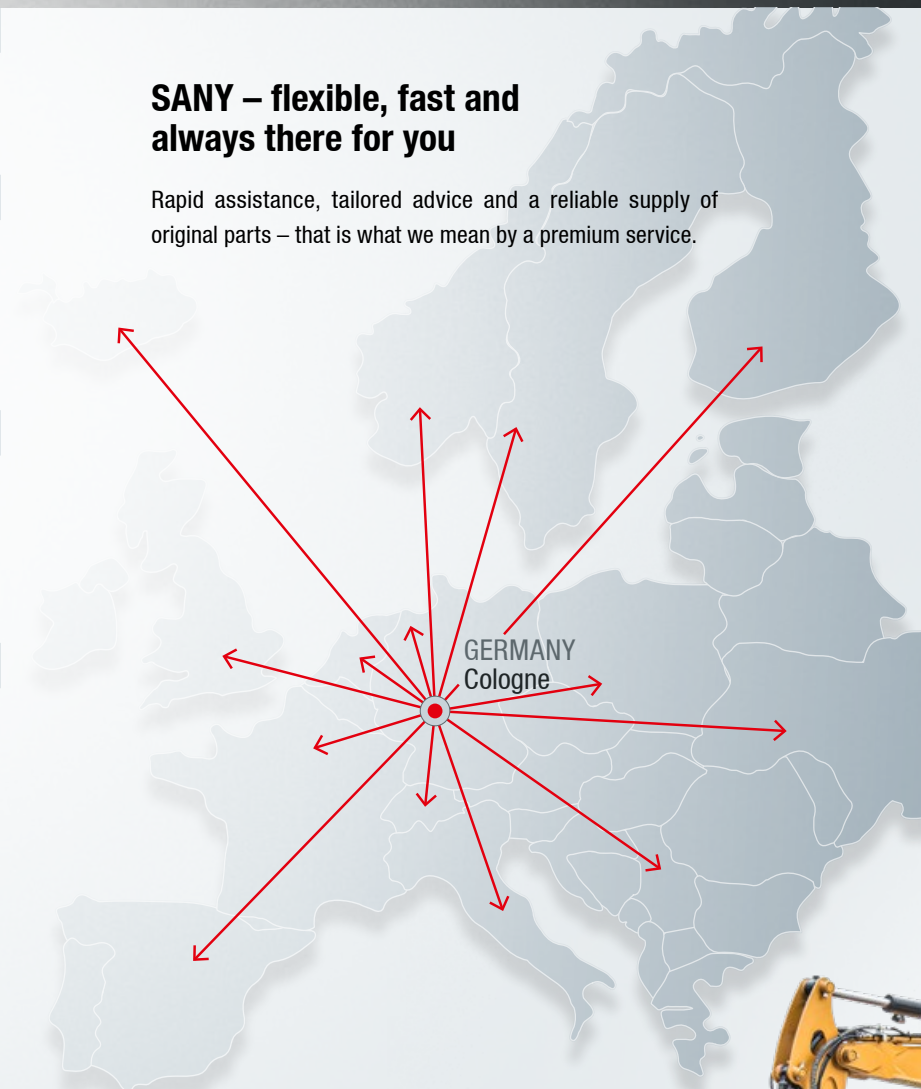 SANY – flexible, fast and
always there for you
Rapid assistance, tailored advice and a reliable supply of
original parts – that is what we mean by a premium service.
GERMANY
Cologne